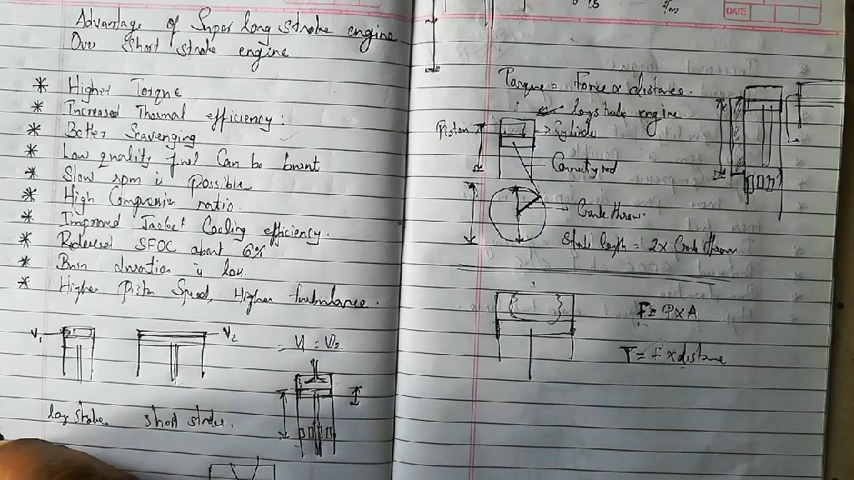 Advantage of Super long stroke engine
Over Short stroke engine
* Higher Torque
* Increased Thermal efficiency:
* Better Scavenging
* Low quality fuel Can be burnt
* Slow rpm is possible
* High Compression ratio
* Improved Jacket Cooling efficiency.
* Reduced SFOC about 6%
* Burn duration is low
* Higher Piston Speed, Higher turbulance.
V1
V2
= V1 = V2
long stroke
short stroke.
DATE
Torque = Force x distance.
long stroke engine
Piston
Cylinder
Connecting rod
Crank throw.
Stroke length = 2x Crank throw
F = P x A
T = F x distance